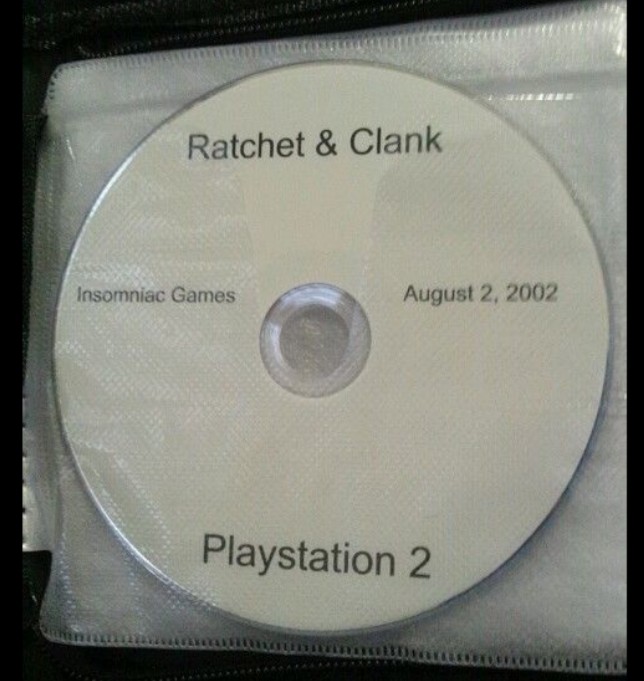 Ratchet & Clank
Insomniac Games
August 2, 2002
Playstation 2